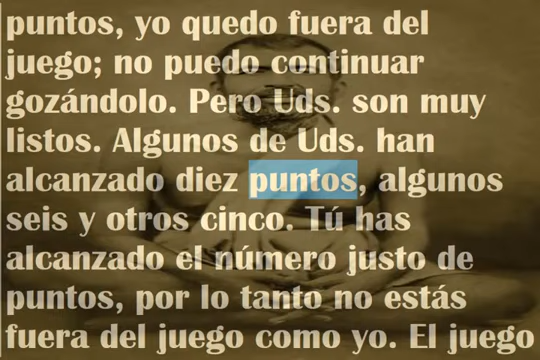 puntos, yo quedo fuera del
juego; no puedo continuar
gozándolo. Pero Uds. son muy
listos. Algunos de Uds. han
alcanzado diez puntos, algunos
seis y otros cinco. Tú has
alcanzado el número justo de
puntos, por lo tanto no estás
fuera del juego como yo. El juego